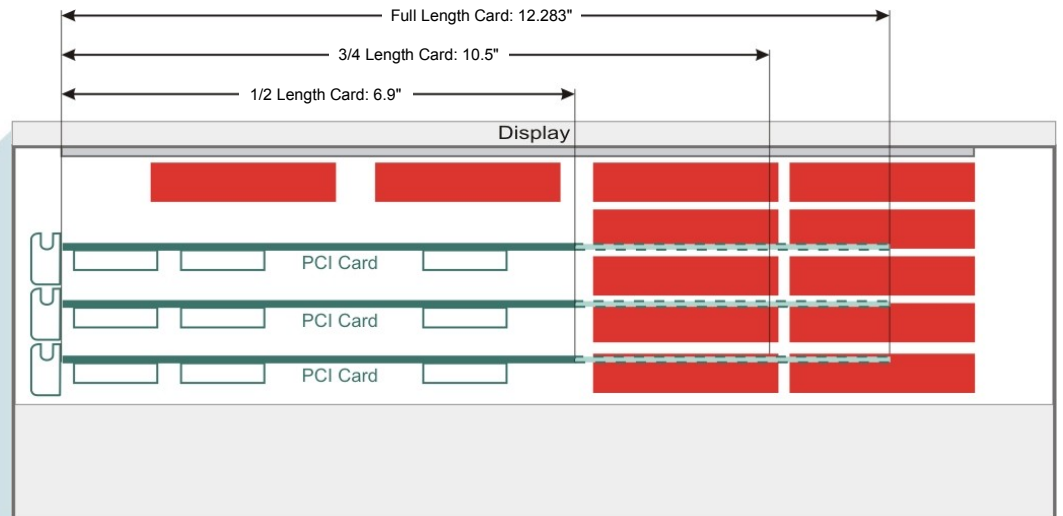 Full Length Card: 12.283"
3/4 Length Card: 10.5"
1/2 Length Card: 6.9"
Display
PCI Card
PCI Card
PCI Card